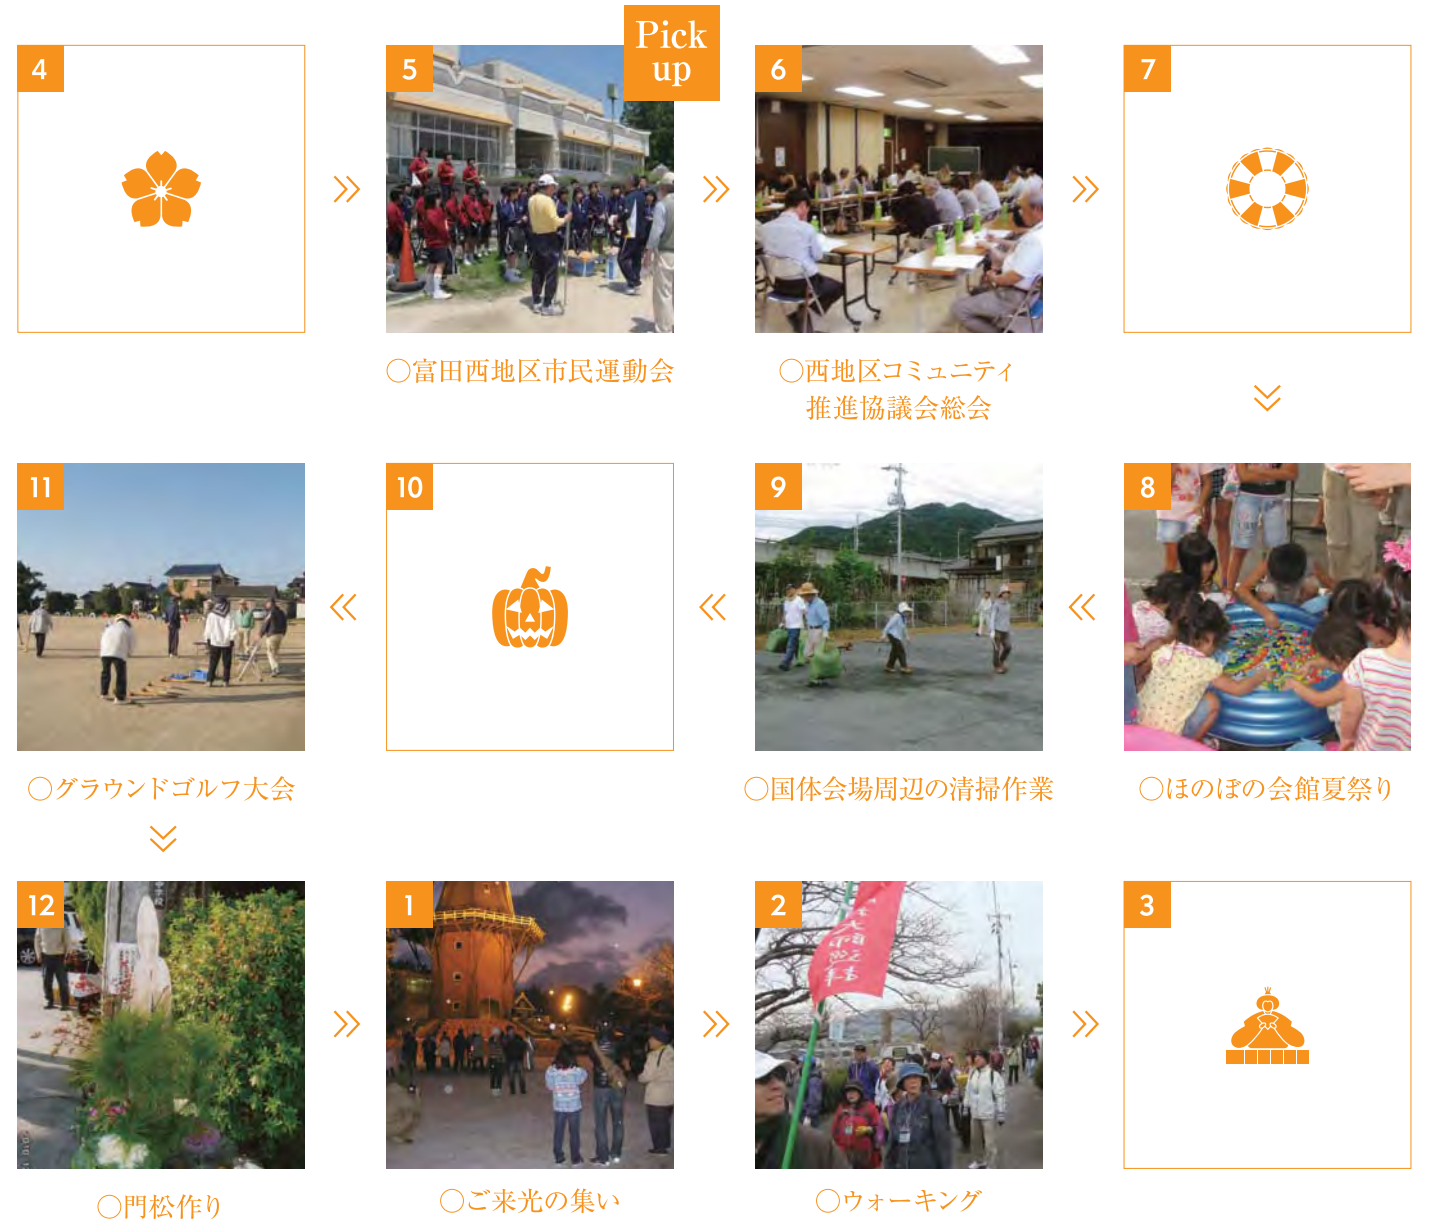 4
5
Pick
up
6
7
○富田西地区市民運動会
○西地区コミュニティ
推進協議会総会
11
10
9
8
○グラウンドゴルフ大会
○国体会場周辺の清掃作業
○ほのぼの会館夏祭り
12
1
2
3
○門松作り
○ご来光の集い
○ウォーキング